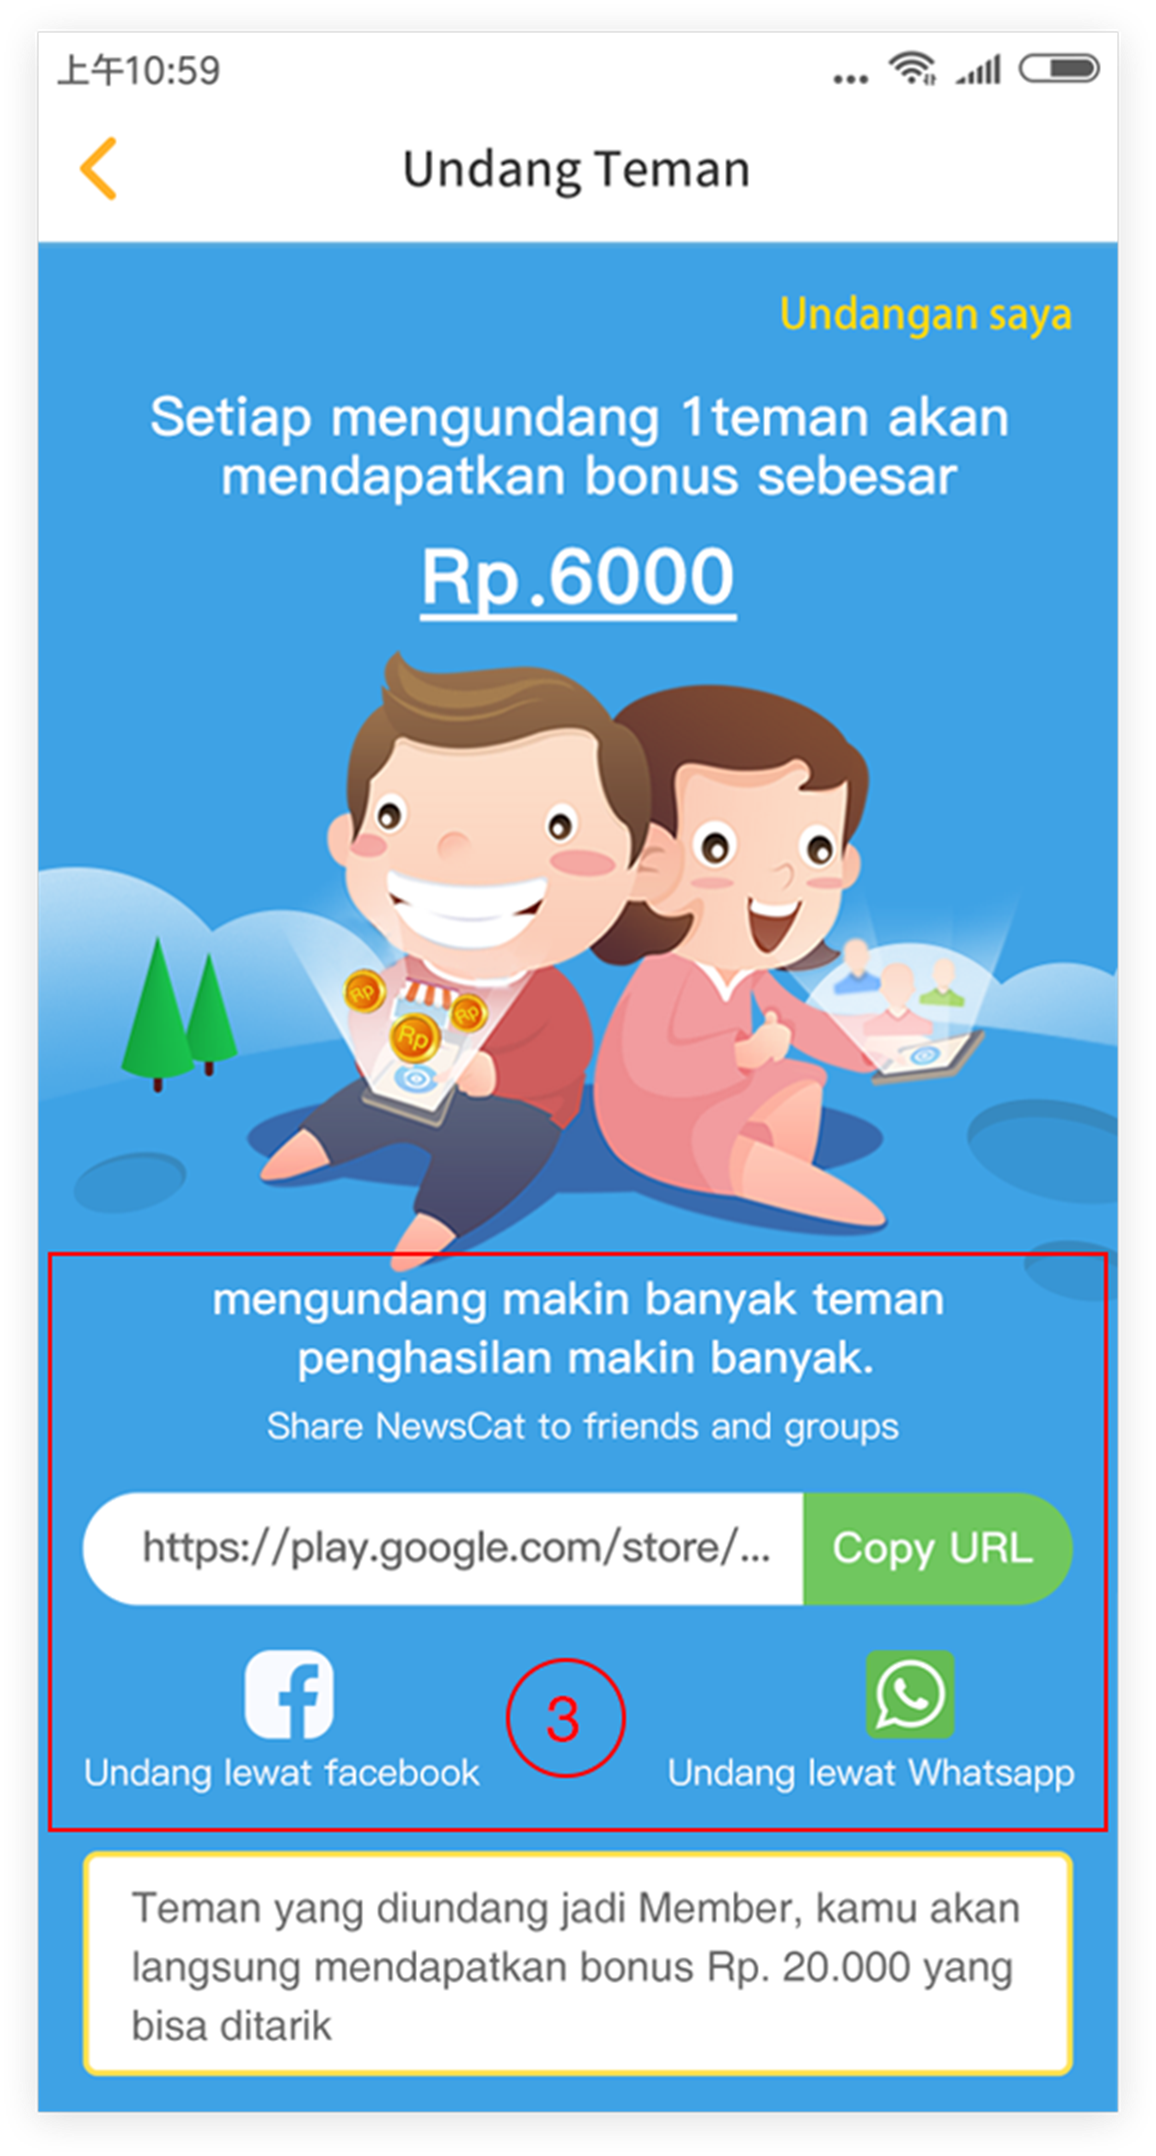 上午10:59
Undang Teman
Undangan saya
Setiap mengundang 1teman akan
mendapatkan bonus sebesar
Rp.6000
Rp
Rp
Rp
mengundang makin banyak teman
penghasilan makin banyak.
Share NewsCat to friends and groups
https://play.google.com/store/...
Copy URL
3
Undang lewat facebook
Undang lewat Whatsapp
Teman yang diundang jadi Member, kamu akan
langsung mendapatkan bonus Rp. 20.000 yang
bisa ditarik